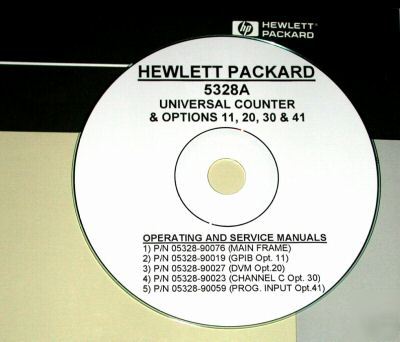 hp HEWLETT®
PACKARD
HEWLETT PACKARD
5328A
UNIVERSAL COUNTER
& OPTIONS 11, 20, 30 & 41
OPERATING AND SERVICE MANUALS
1) P/N 05328-90076 (MAIN FRAME)
2) P/N 05328-90019 (GPIB Opt. 11)
3) P/N 05328-90027 (DVM Opt.20)
4) P/N 05328-90023 (CHANNEL C Opt. 30)
5) P/N 05328-90059 (PROG. INPUT Opt.41)